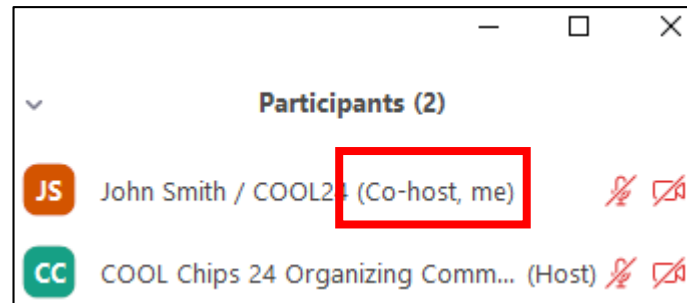 Participants (2)
JS John Smith / COOL24 (Co-host, me)
CC COOL Chips 24 Organizing Comm... (Host)